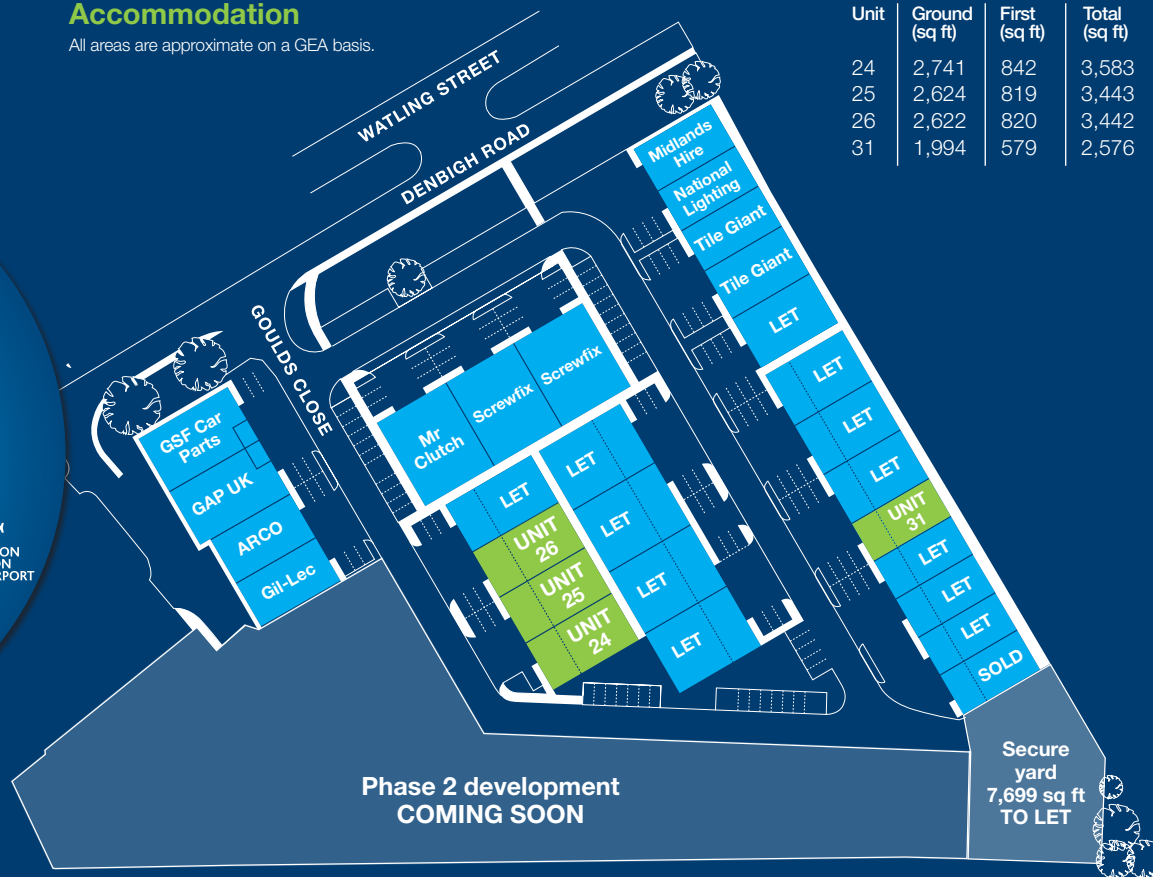 Accommodation
All areas are approximate on a GEA basis.
Unit Ground (sq ft) First (sq ft) Total (sq ft)
24 2,741 842 3,583
25 2,624 819 3,443
26 2,622 820 3,442
31 1,994 579 2,576
WATLING STREET
DENBIGH ROAD
GOULDS CLOSE
Midlands
Hire
National
Lighting
Tile Giant
Tile Giant
LET
LET
LET
LET
UNIT
31
LET
LET
LET
SOLD
Screwfix
Screwfix
Mr
Clutch
GSF Car
Parts
GAP UK
ARCO
Gil-Lec
LET
UNIT
26
UNIT
25
UNIT
24
LET
LET
LET
LET
ON
ON
RPORT
Phase 2 development
COMING SOON
Secure
yard
7,699 sq ft
TO LET